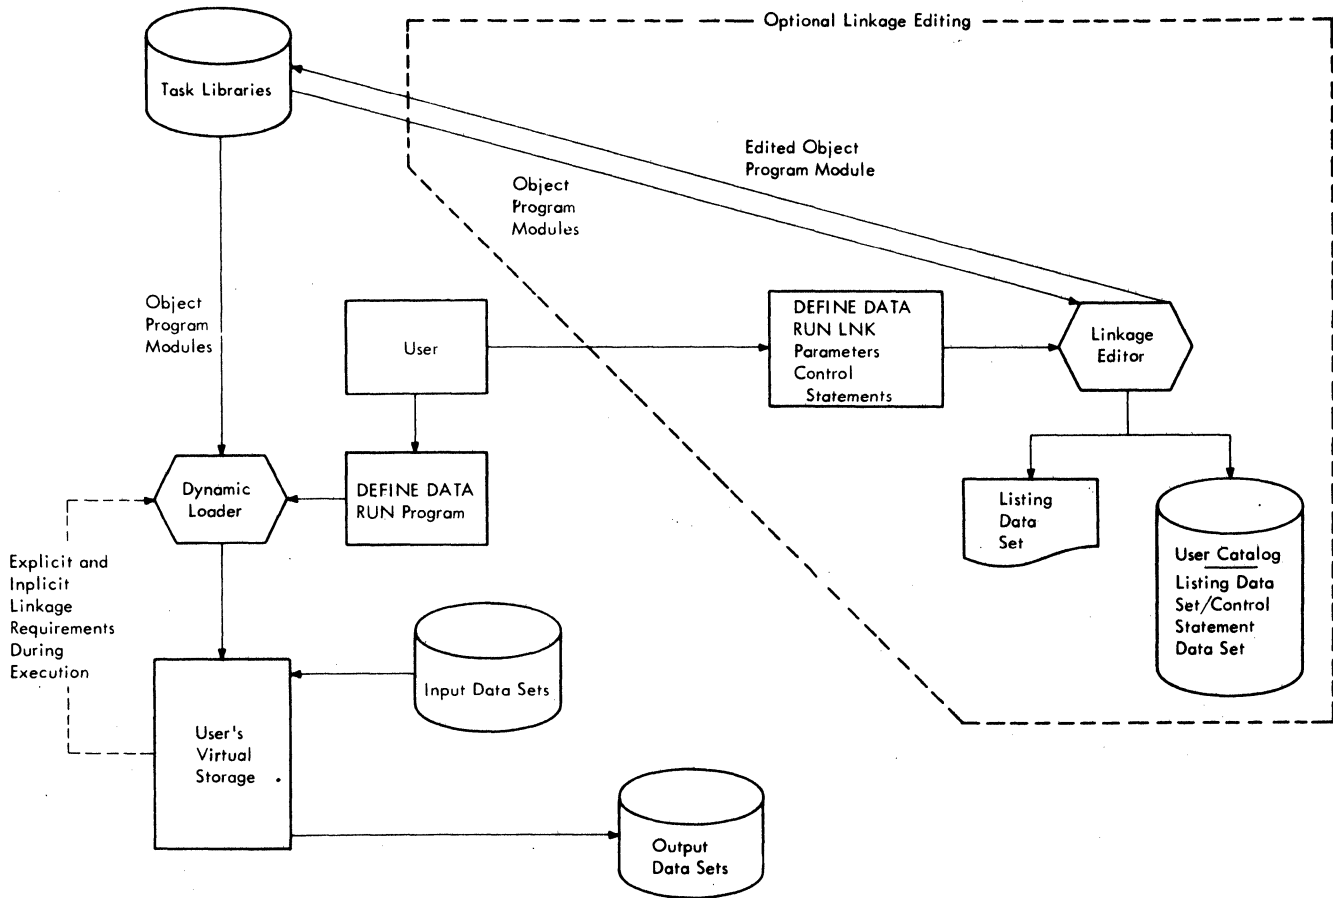 Optional Linkage Editing
Task Libraries
Edited Object
Program Module
Object
Program
Modules
Object
Program
Modules
User
DEFINE DATA
RUN LNK
Parameters
Control
Statements
Linkage
Editor
Dynamic
Loader
DEFINE DATA
RUN Program
Listing
Data
Set
User Catalog
Listing Data
Set/Control
Statement
Data Set
Explicit and
Inplicit
Linkage
Requirements
During
Execution
Input Data Sets
User's
Virtual
Storage
Output
Data Sets